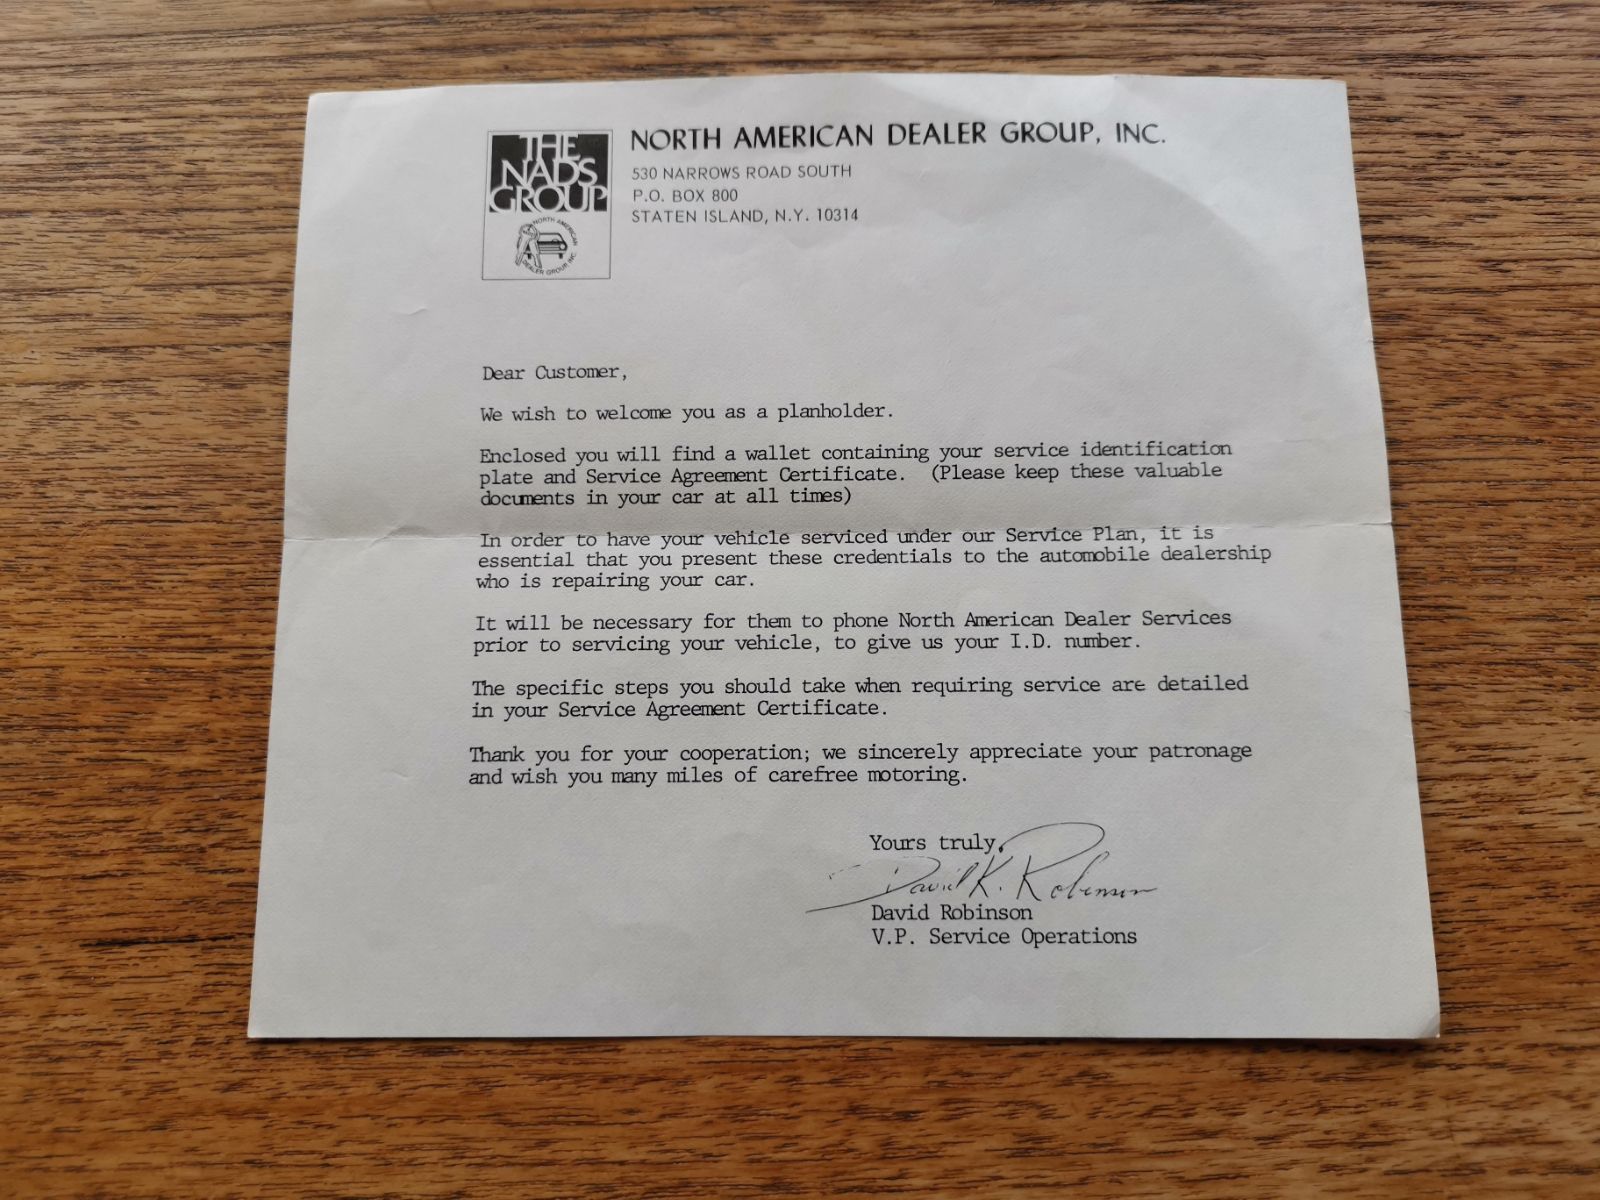 THE
NADS
GROUP
NORTH AMERICAN
DEALER GROUP INC.
NORTH AMERICAN DEALER GROUP, INC.
530 NARROWS ROAD SOUTH
P.O. BOX 800
STATEN ISLAND, N.Y. 10314
Dear Customer,
We wish to welcome you as a planholder.
Enclosed you will find a wallet containing your service identification
plate and Service Agreement Certificate. (Please keep these valuable
documents in your car at all times)
In order to have your vehicle serviced under our Service Plan, it is
essential that you present these credentials to the automobile dealership
who is repairing your car.
It will be necessary for them to phone North American Dealer Services
prior to servicing your vehicle, to give us your I.D. number.
The specific steps you should take when requiring service are detailed
in your Service Agreement Certificate.
Thank you for your cooperation; we sincerely appreciate your patronage
and wish you many miles of carefree motoring.
Yours truly,
David K. Robinson
David Robinson
V.P. Service Operations